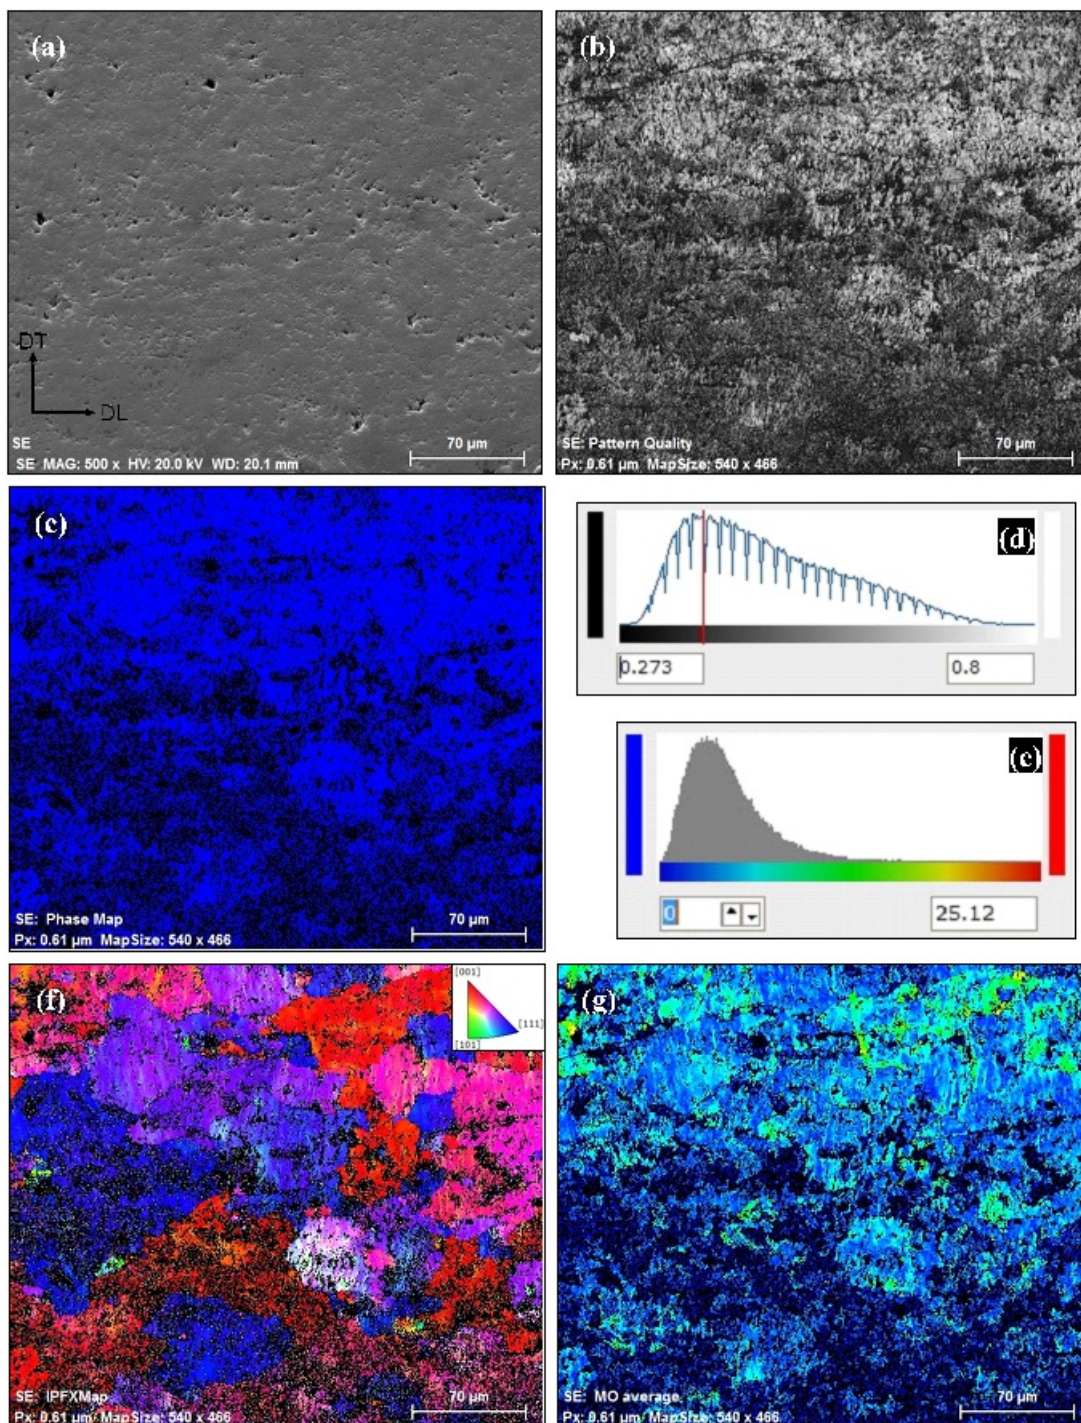 (a)
DT
DL
SE
70 µm
SE MAG: 500 x HV: 20.0 kV WD: 20.1 mm
(b)
SE: Pattern Quality
70 µm
Px: 0.61 µm MapSize: 540 x 466
(c)
SE: Phase Map
70 µm
Px: 0.61 µm MapSize: 540 x 466
(d)
0.273
0.8
(e)
0
25.12
(f)
[001]
[111]
[101]
SE IPFXMap
70 µm
Px: 0.61 µm MapSize: 540 x 466
(g)
SE: MO average
70 µm
Px: 0.61 µm MapSize: 540 x 466